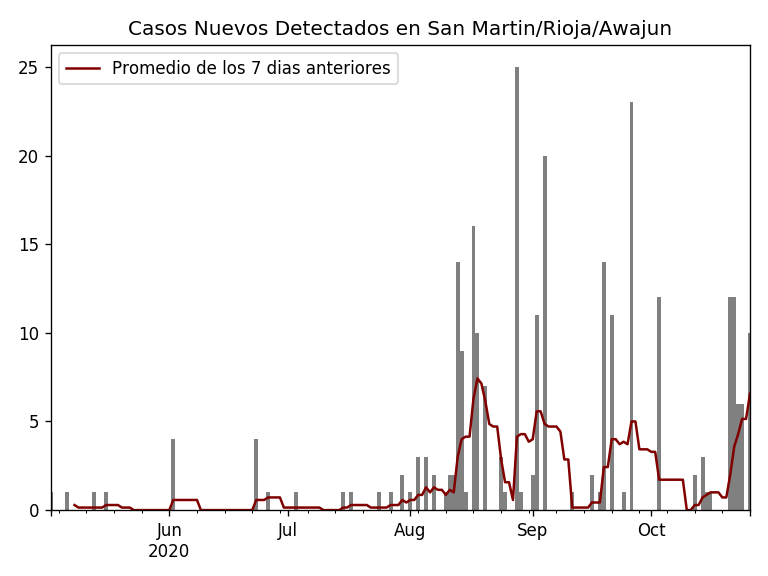 Casos Nuevos Detectados en San Martin/Rioja/Awajun
Promedio de los 7 dias anteriores
25
20
15
10
5
0
Jun
2020
Jul
Aug
Sep
Oct